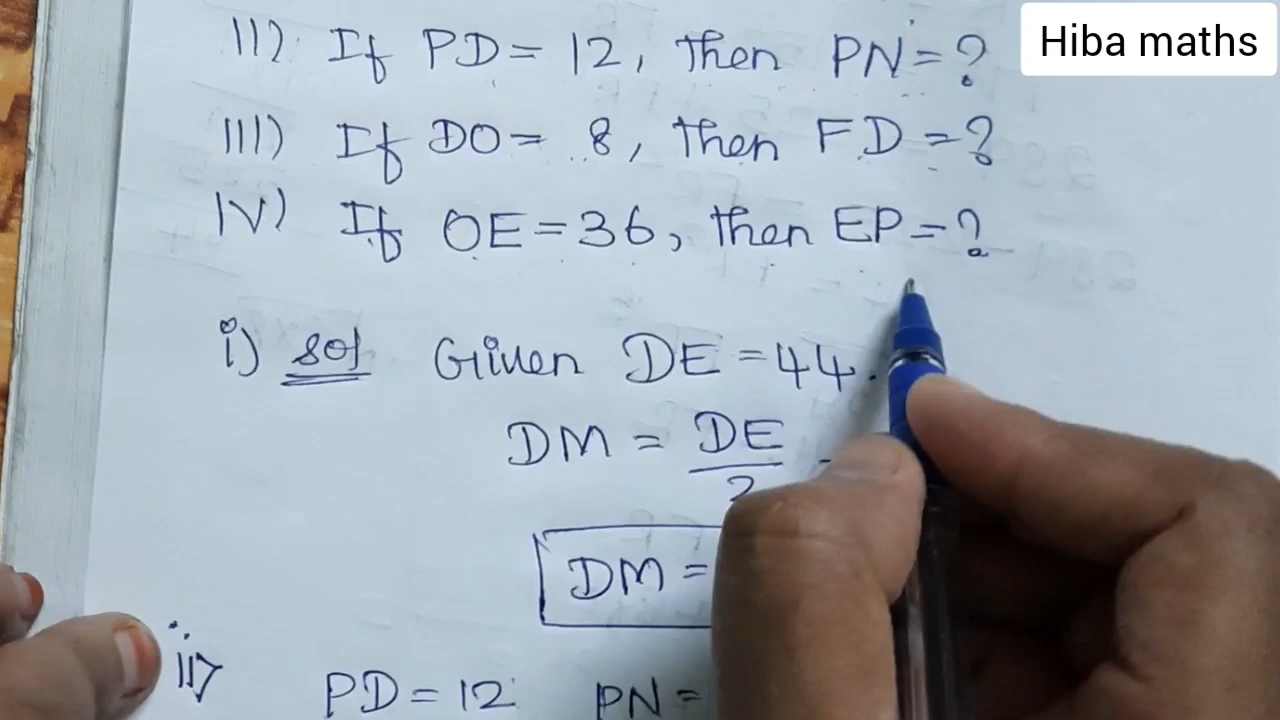 Hiba maths
II) If PD = 12, then PN = ?
III) If DO = 8, then FD = ?
IV) If OE = 36, then EP = ?
i) sol Given DE = 44.
DM = DE/2
DM =
ii) PD = 12 PN =